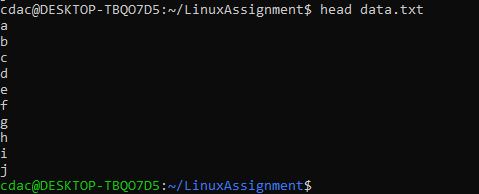 cdac@DESKTOP-TBQO7D5:~/LinuxAssignment$ head data.txt
a
b
c
d
e
f
g
h
i
j
cdac@DESKTOP-TBQO7D5:~/LinuxAssignment$